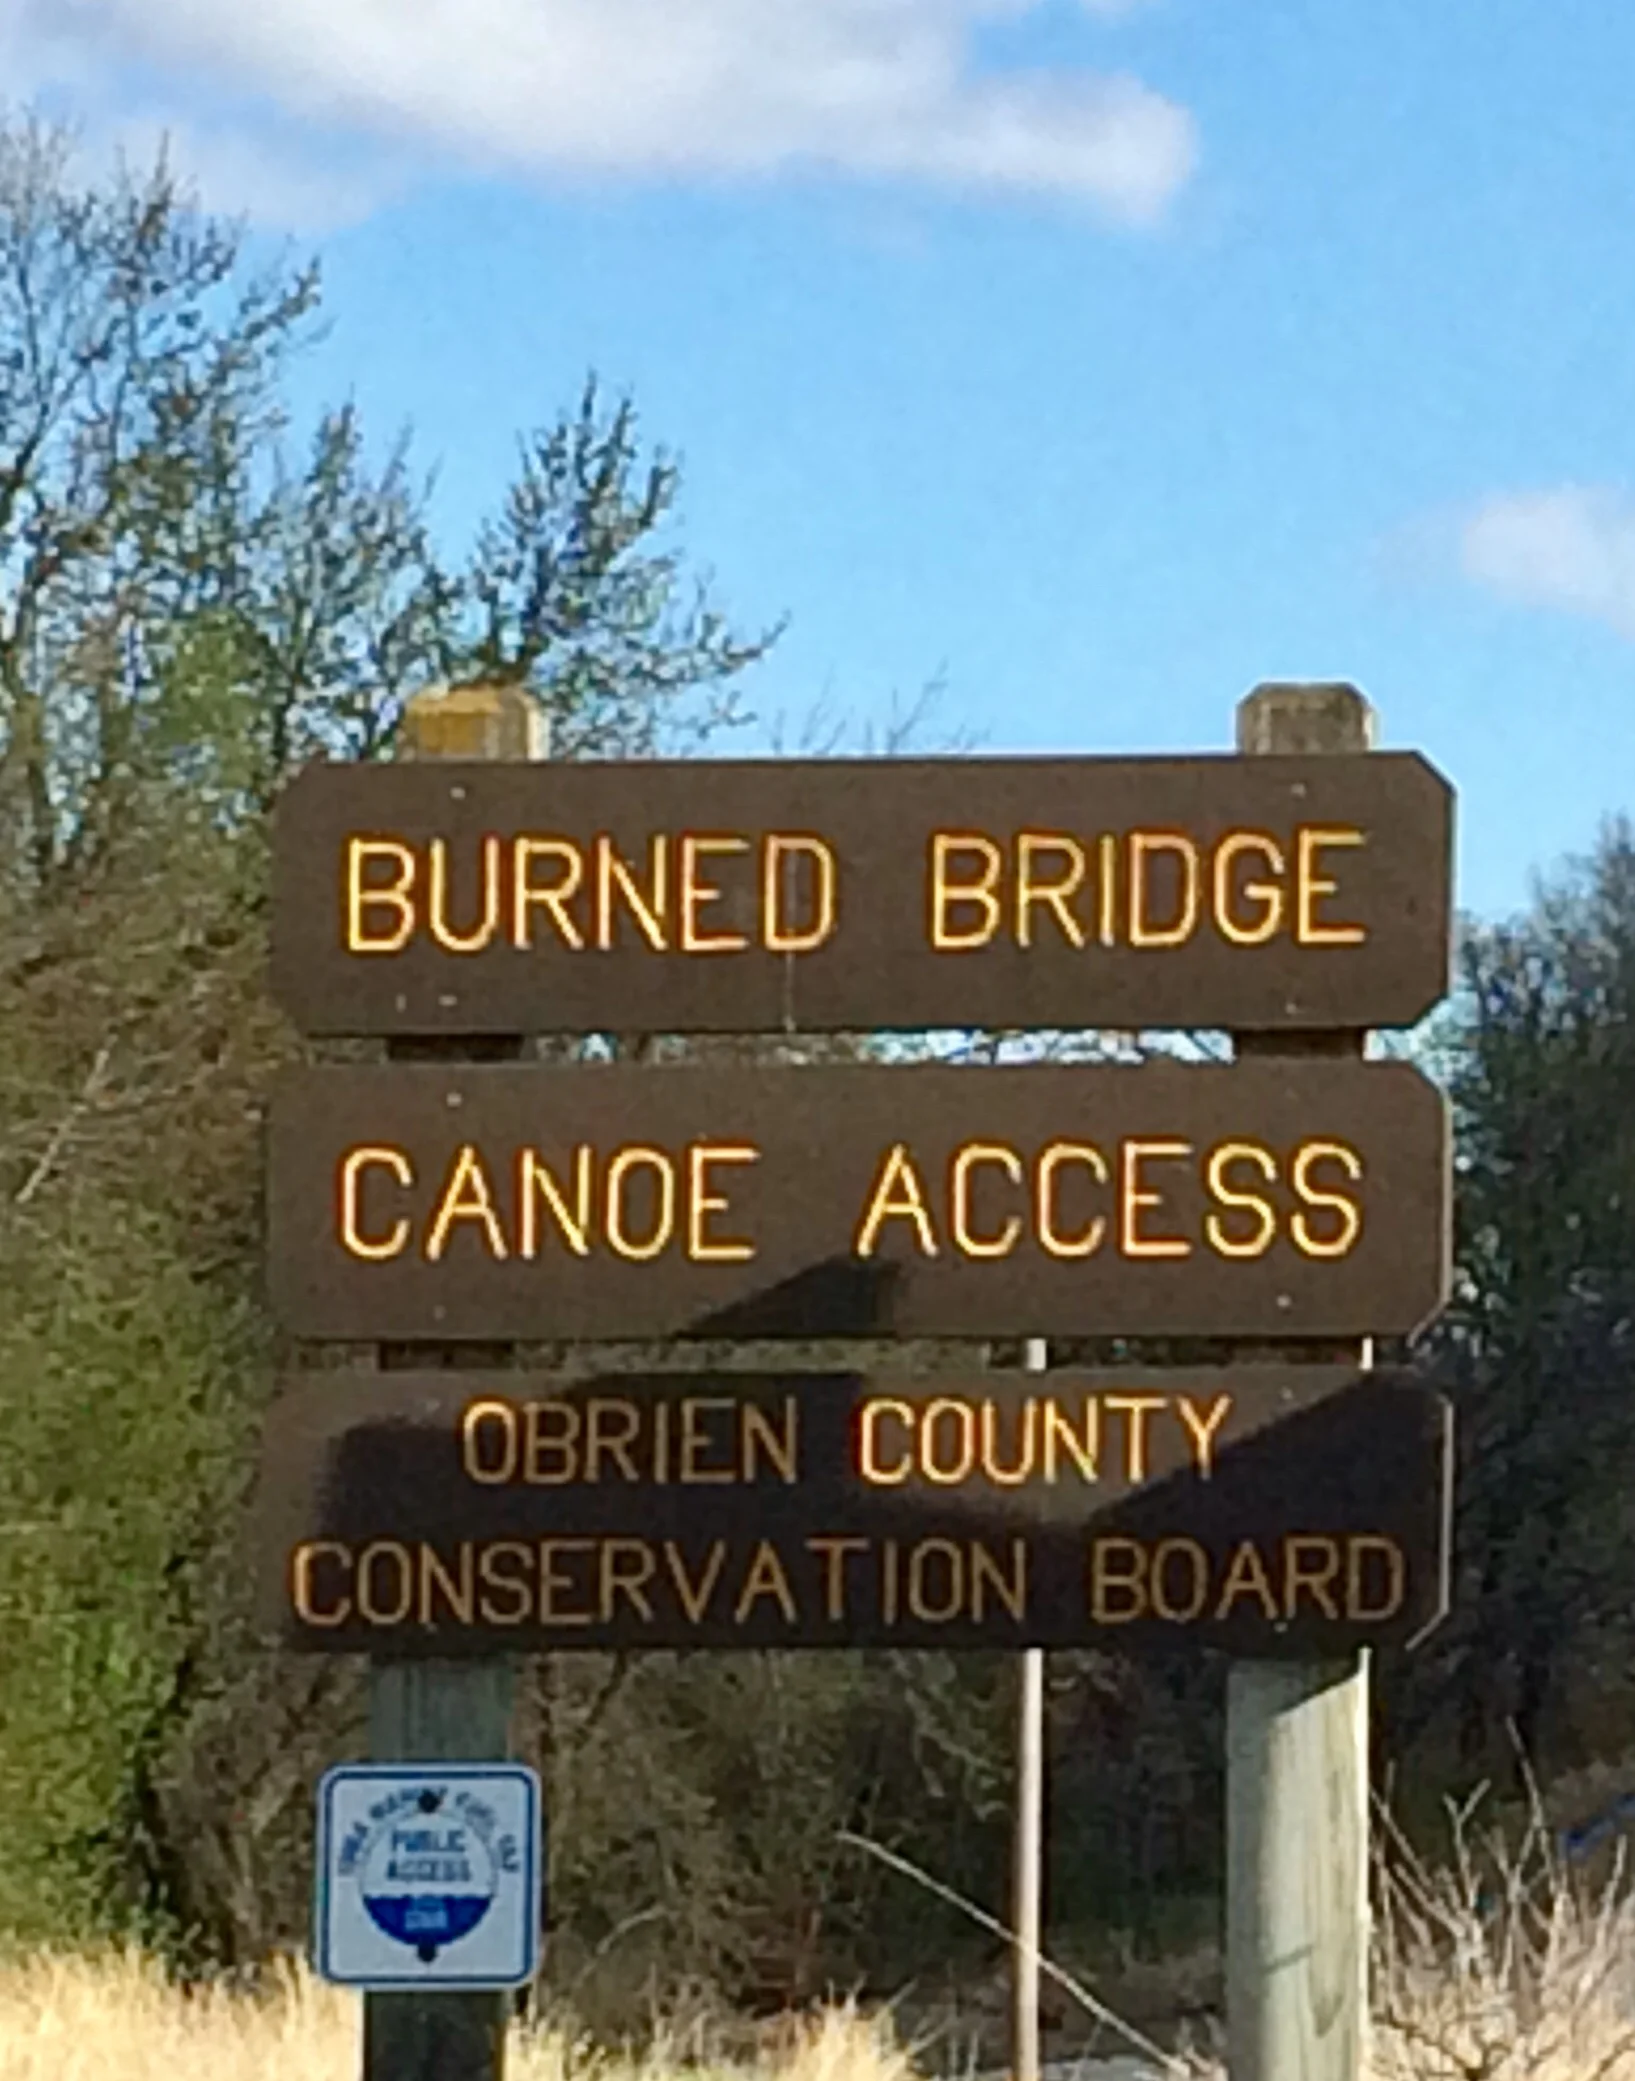 BURNED BRIDGE
CANOE ACCESS
OBRIEN COUNTY
CONSERVATION BOARD
PUBLIC
ACCESS